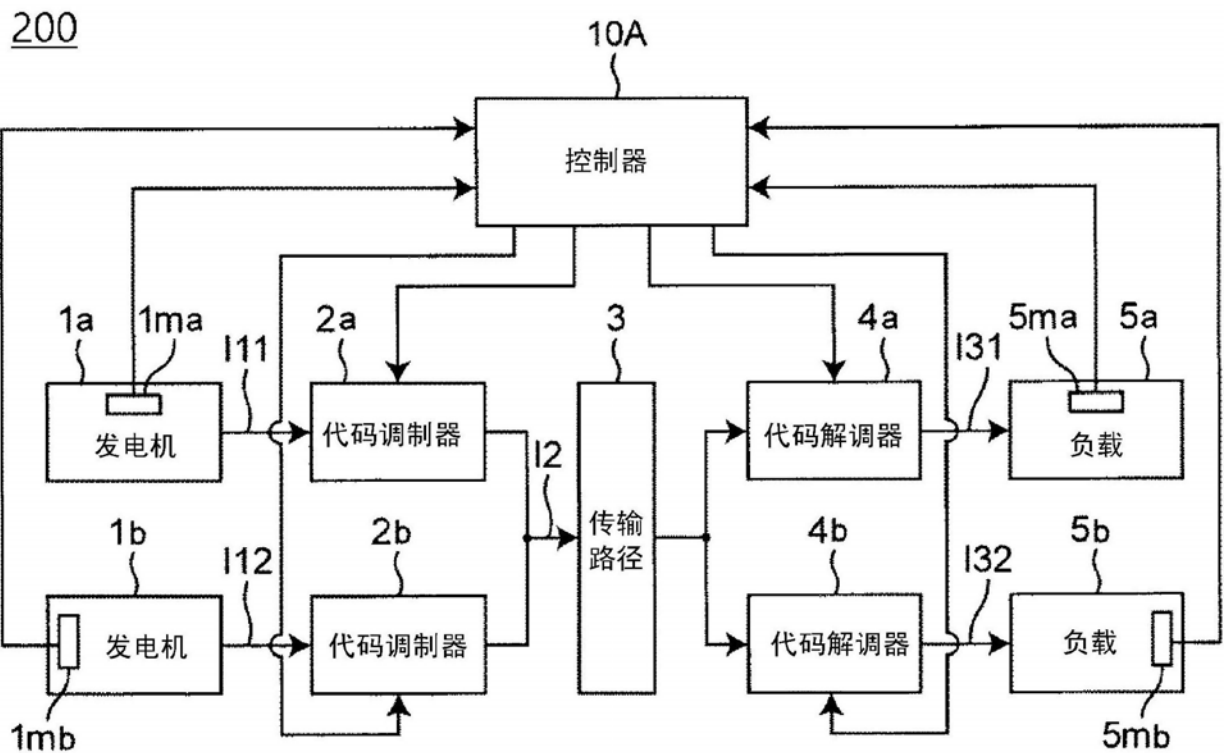 200
10A
控制器
1a
1ma
I11
2a
3
4a
I31
5ma
5a
发电机
代码调制器
代码解调器
负载
I2
传输
路径
1b
I12
2b
4b
I32
5b
发电机
代码调制器
代码解调器
负载
1mb
5mb